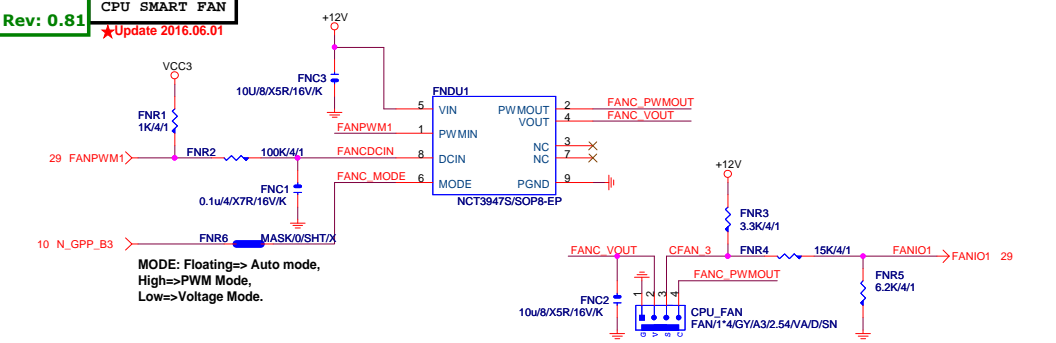 CPU SMART FAN
Rev: 0.81
★Update 2016.06.01
+12V
VCC3
FNC3
10U/8/X5R/16V/K
FNDU1
FNR1
1K/4/1
5 VIN
PWMOUT 2 FANC_PWMOUT
VOUT 4 FANC_VOUT
FANPWM1 1 PWMIN
NC 3
NC 7
29 FANPWM1
FNR2 100K/4/1
FANCDCIN 8 DCIN
FANC_MODE 6 MODE
PGND 9
FNC1
0.1u/4/X7R/16V/K
NCT3947S/SOP8-EP
+12V
FNR3
3.3K/4/1
10 N_GPP_B3
FNR6 MASK/0/SHT/X
MODE: Floating=> Auto mode,
High=>PWM Mode,
Low=>Voltage Mode.
FANC_VOUT
CFAN_3
FNR4 15K/4/1
FANIO1
FANIO1 29
FANC_PWMOUT
FNR5
6.2K/4/1
FNC2
10u/8/X5R/16V/K
1 2 3 4
G V S C
CPU_FAN
FAN/1*4/GY/A3/2.54/VA/D/SN